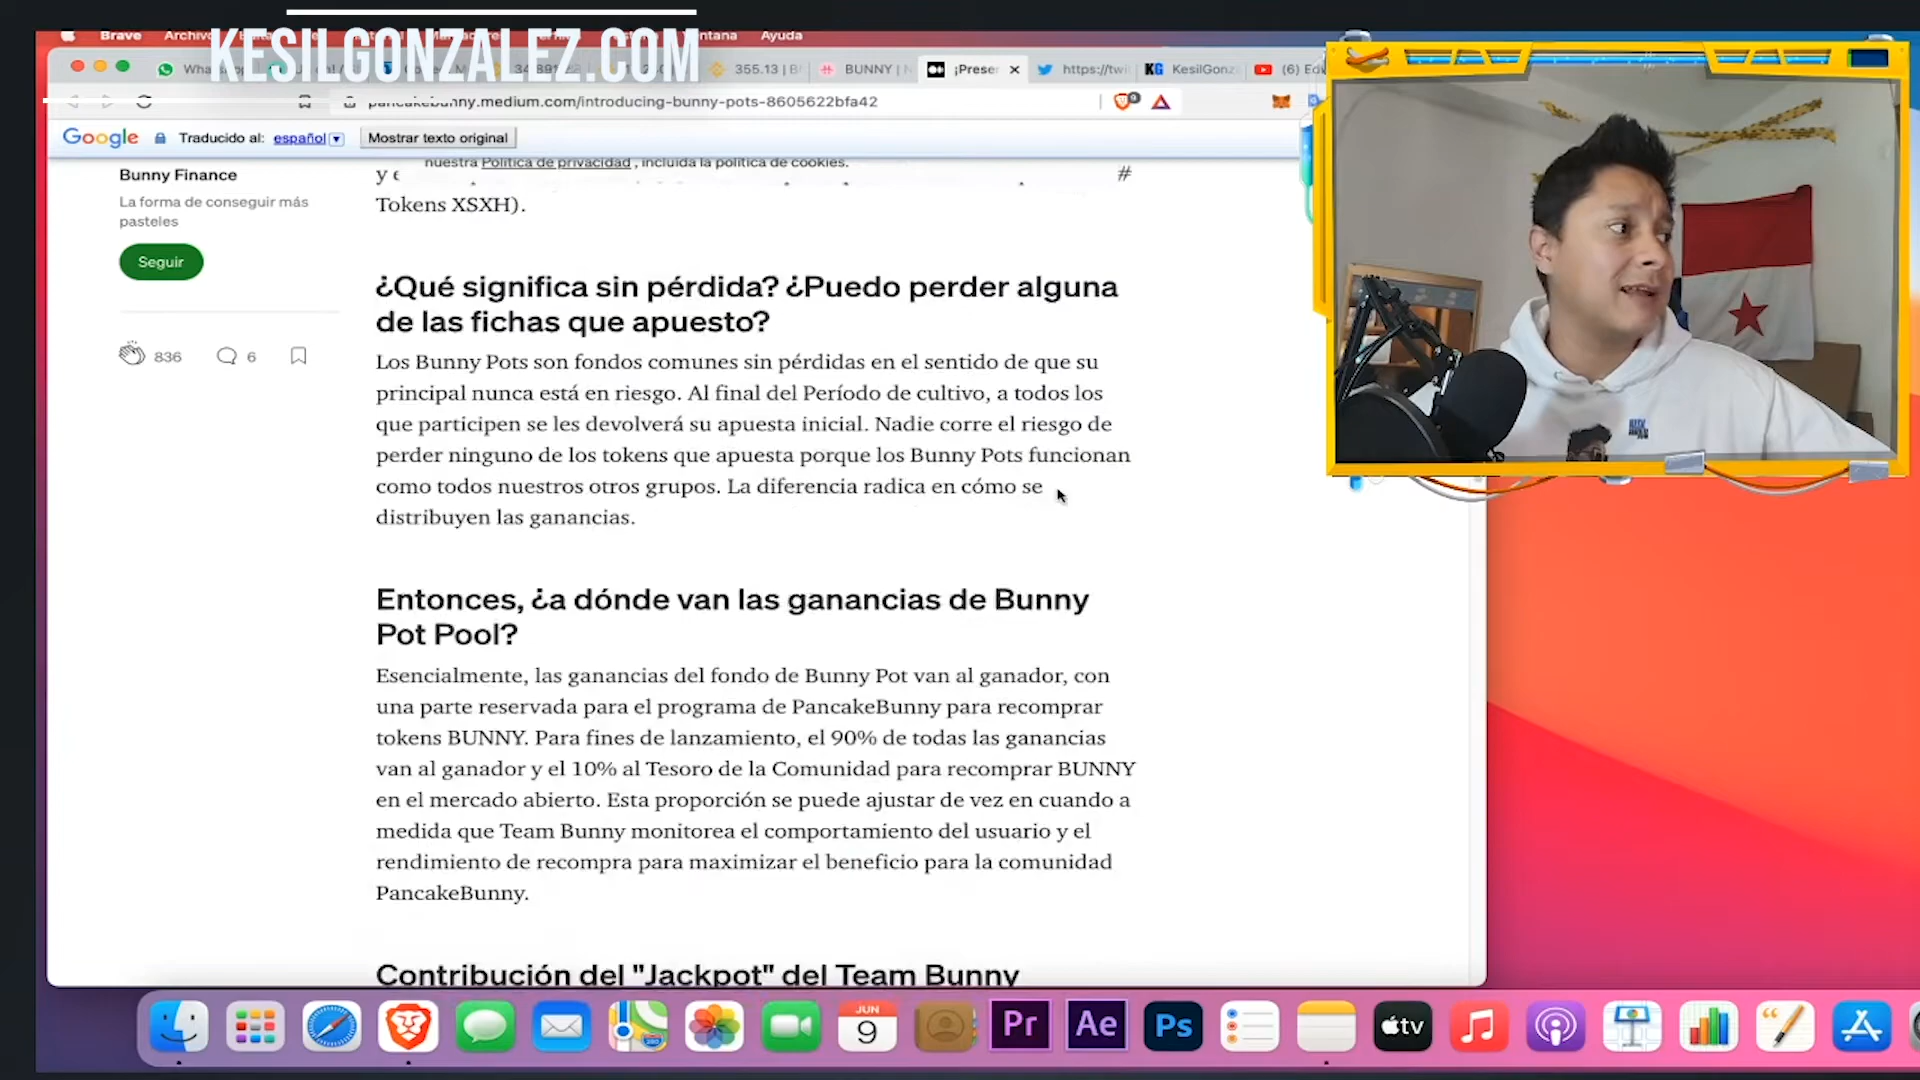 KESILGONZALEZ.COM
Brave
Ayuda
355.13 | B
BUNNY |
¡Preser
https://twi
KesilGonz
(6) Ed
pancakebunny.medium.com/introducing-bunny-pots-8605622bfa42
Google
Traducido al: español
Mostrar texto original
nuestra Política de privacidad , incluida la política de cookies.
#
Tokens XSXH).
Bunny Finance
La forma de conseguir más
pasteles
Seguir
836
6
¿Qué significa sin pérdida? ¿Puedo perder alguna
de las fichas que apuesto?
Los Bunny Pots son fondos comunes sin pérdidas en el sentido de que su
principal nunca está en riesgo. Al final del Período de cultivo, a todos los
que participen se les devolverá su apuesta inicial. Nadie corre el riesgo de
perder ninguno de los tokens que apuesta porque los Bunny Pots funcionan
como todos nuestros otros grupos. La diferencia radica en cómo se
distribuyen las ganancias.
Entonces, ¿a dónde van las ganancias de Bunny
Pot Pool?
Esencialmente, las ganancias del fondo de Bunny Pot van al ganador, con
una parte reservada para el programa de PancakeBunny para recomprar
tokens BUNNY. Para fines de lanzamiento, el 90% de todas las ganancias
van al ganador y el 10% al Tesoro de la Comunidad para recomprar BUNNY
en el mercado abierto. Esta proporción se puede ajustar de vez en cuando a
medida que Team Bunny monitorea el comportamiento del usuario y el
rendimiento de recompra para maximizar el beneficio para la comunidad
PancakeBunny.
Contribución del "Jackpot" del Team Bunny
JUN
9
Pr
Ae
Ps
tv